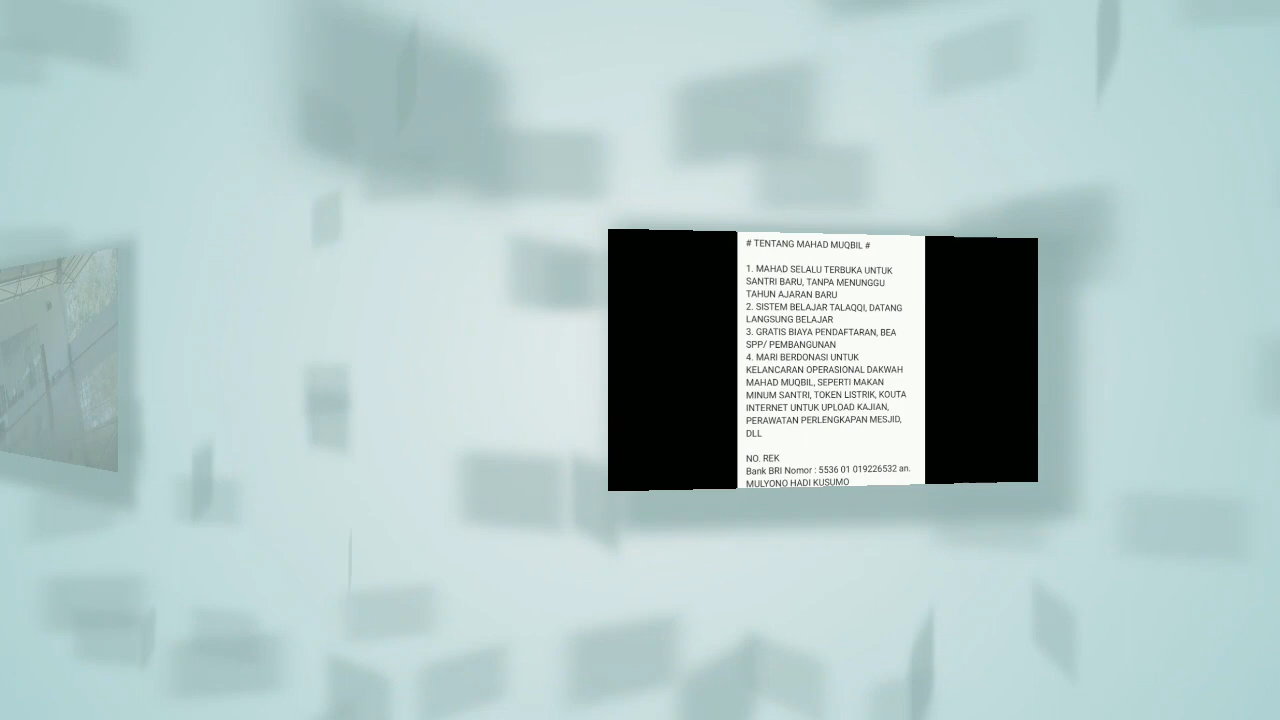 # TENTANG MAHAD MUQBIL #
1. MAHAD SELALU TERBUKA UNTUK
SANTRI BARU, TANPA MENUNGGU
TAHUN AJARAN BARU
2. SISTEM BELAJAR TALAQQI, DATANG
LANGSUNG BELAJAR
3. GRATIS BIAYA PENDAFTARAN, BEA
SPP/ PEMBANGUNAN
4. MARI BERDONASI UNTUK
KELANCARAN OPERASIONAL DAKWAH
MAHAD MUQBIL, SEPERTI MAKAN
MINUM SANTRI, TOKEN LISTRIK, KOUTA
INTERNET UNTUK UPLOAD KAJIAN,
PERAWATAN PERLENGKAPAN MESJID,
DLL
NO. REK
Bank BRI Nomor : 5536 01 019226532 an.
MULYONO HADI KUSUMO